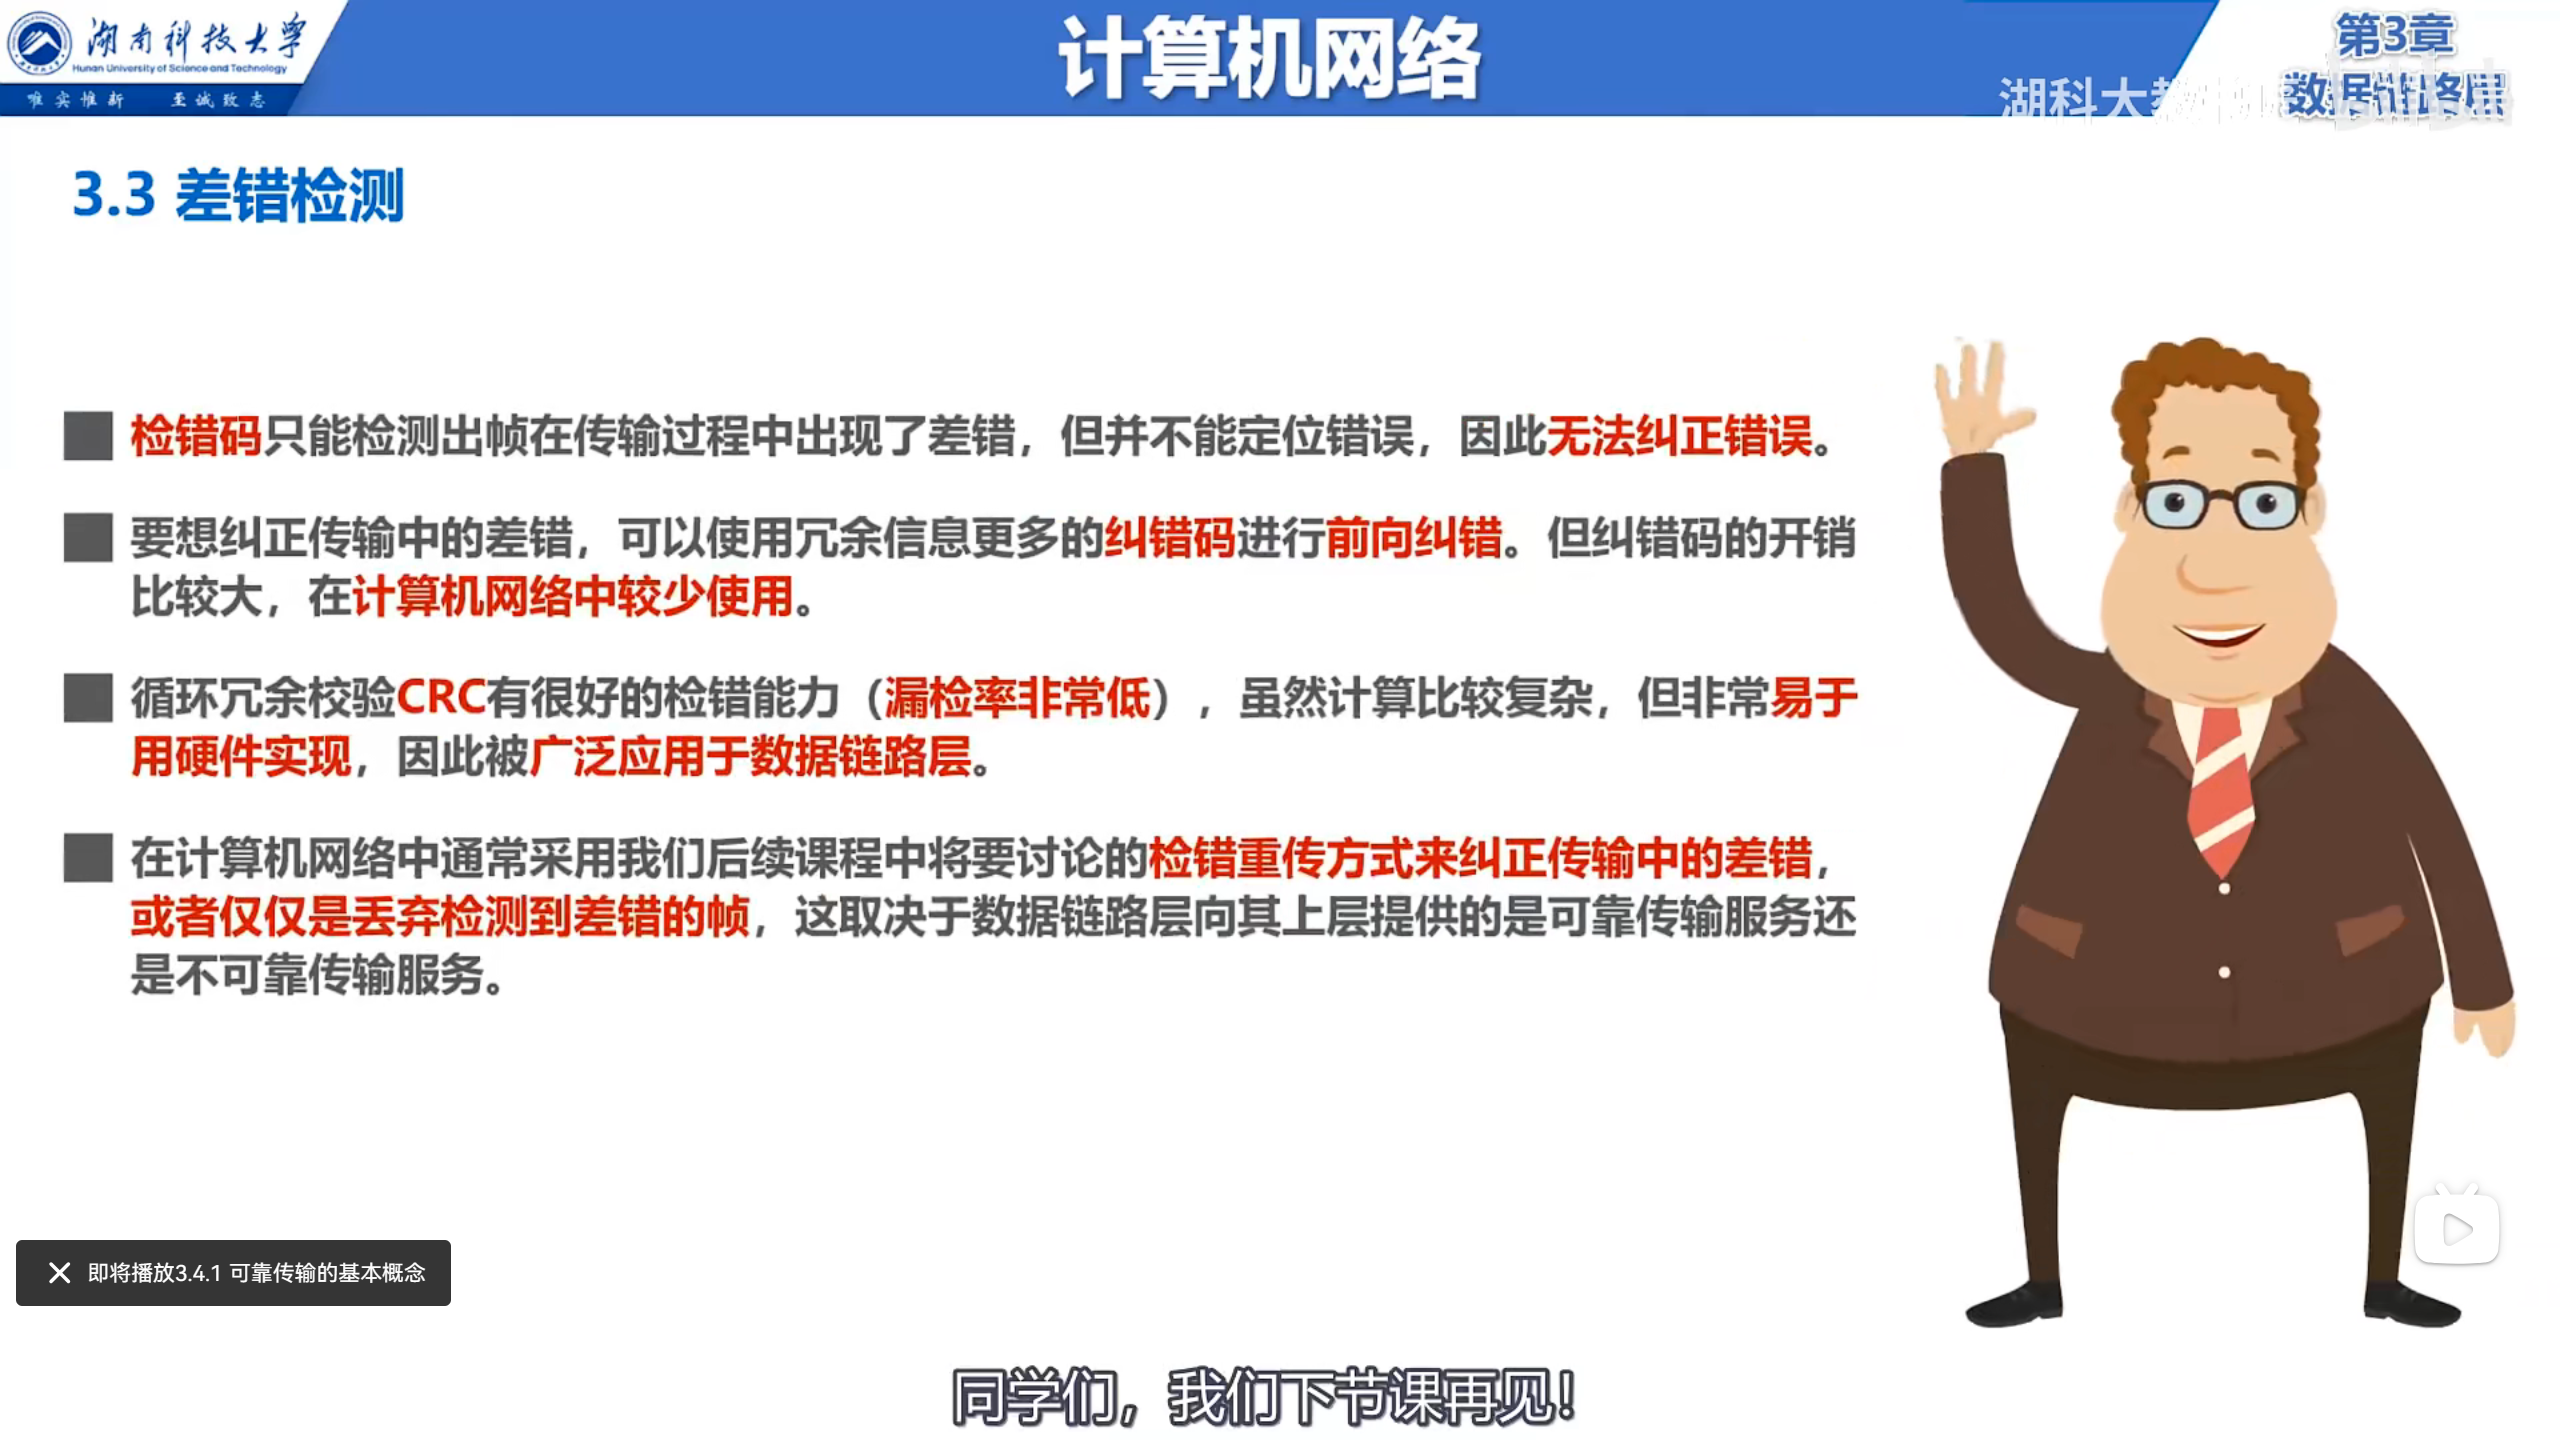 湖南科技大学
Hunan University of Science and Technology
唯实惟新 至诚致志
计算机网络
第3章
数据链路层
湖科大教书匠
3.3 差错检测
检错码只能检测出帧在传输过程中出现了差错，但并不能定位错误，因此无法纠正错误。
要想纠正传输中的差错，可以使用冗余信息更多的纠错码进行前向纠错。但纠错码的开销
比较大，在计算机网络中较少使用。
循环冗余校验CRC有很好的检错能力（漏检率非常低），虽然计算比较复杂，但非常易于
用硬件实现，因此被广泛应用于数据链路层。
在计算机网络中通常采用我们后续课程中将要讨论的检错重传方式来纠正传输中的差错，
或者仅仅是丢弃检测到差错的帧，这取决于数据链路层向其上层提供的是可靠传输服务还
是不可靠传输服务。
即将播放3.4.1 可靠传输的基本概念
同学们，我们下节课再见！